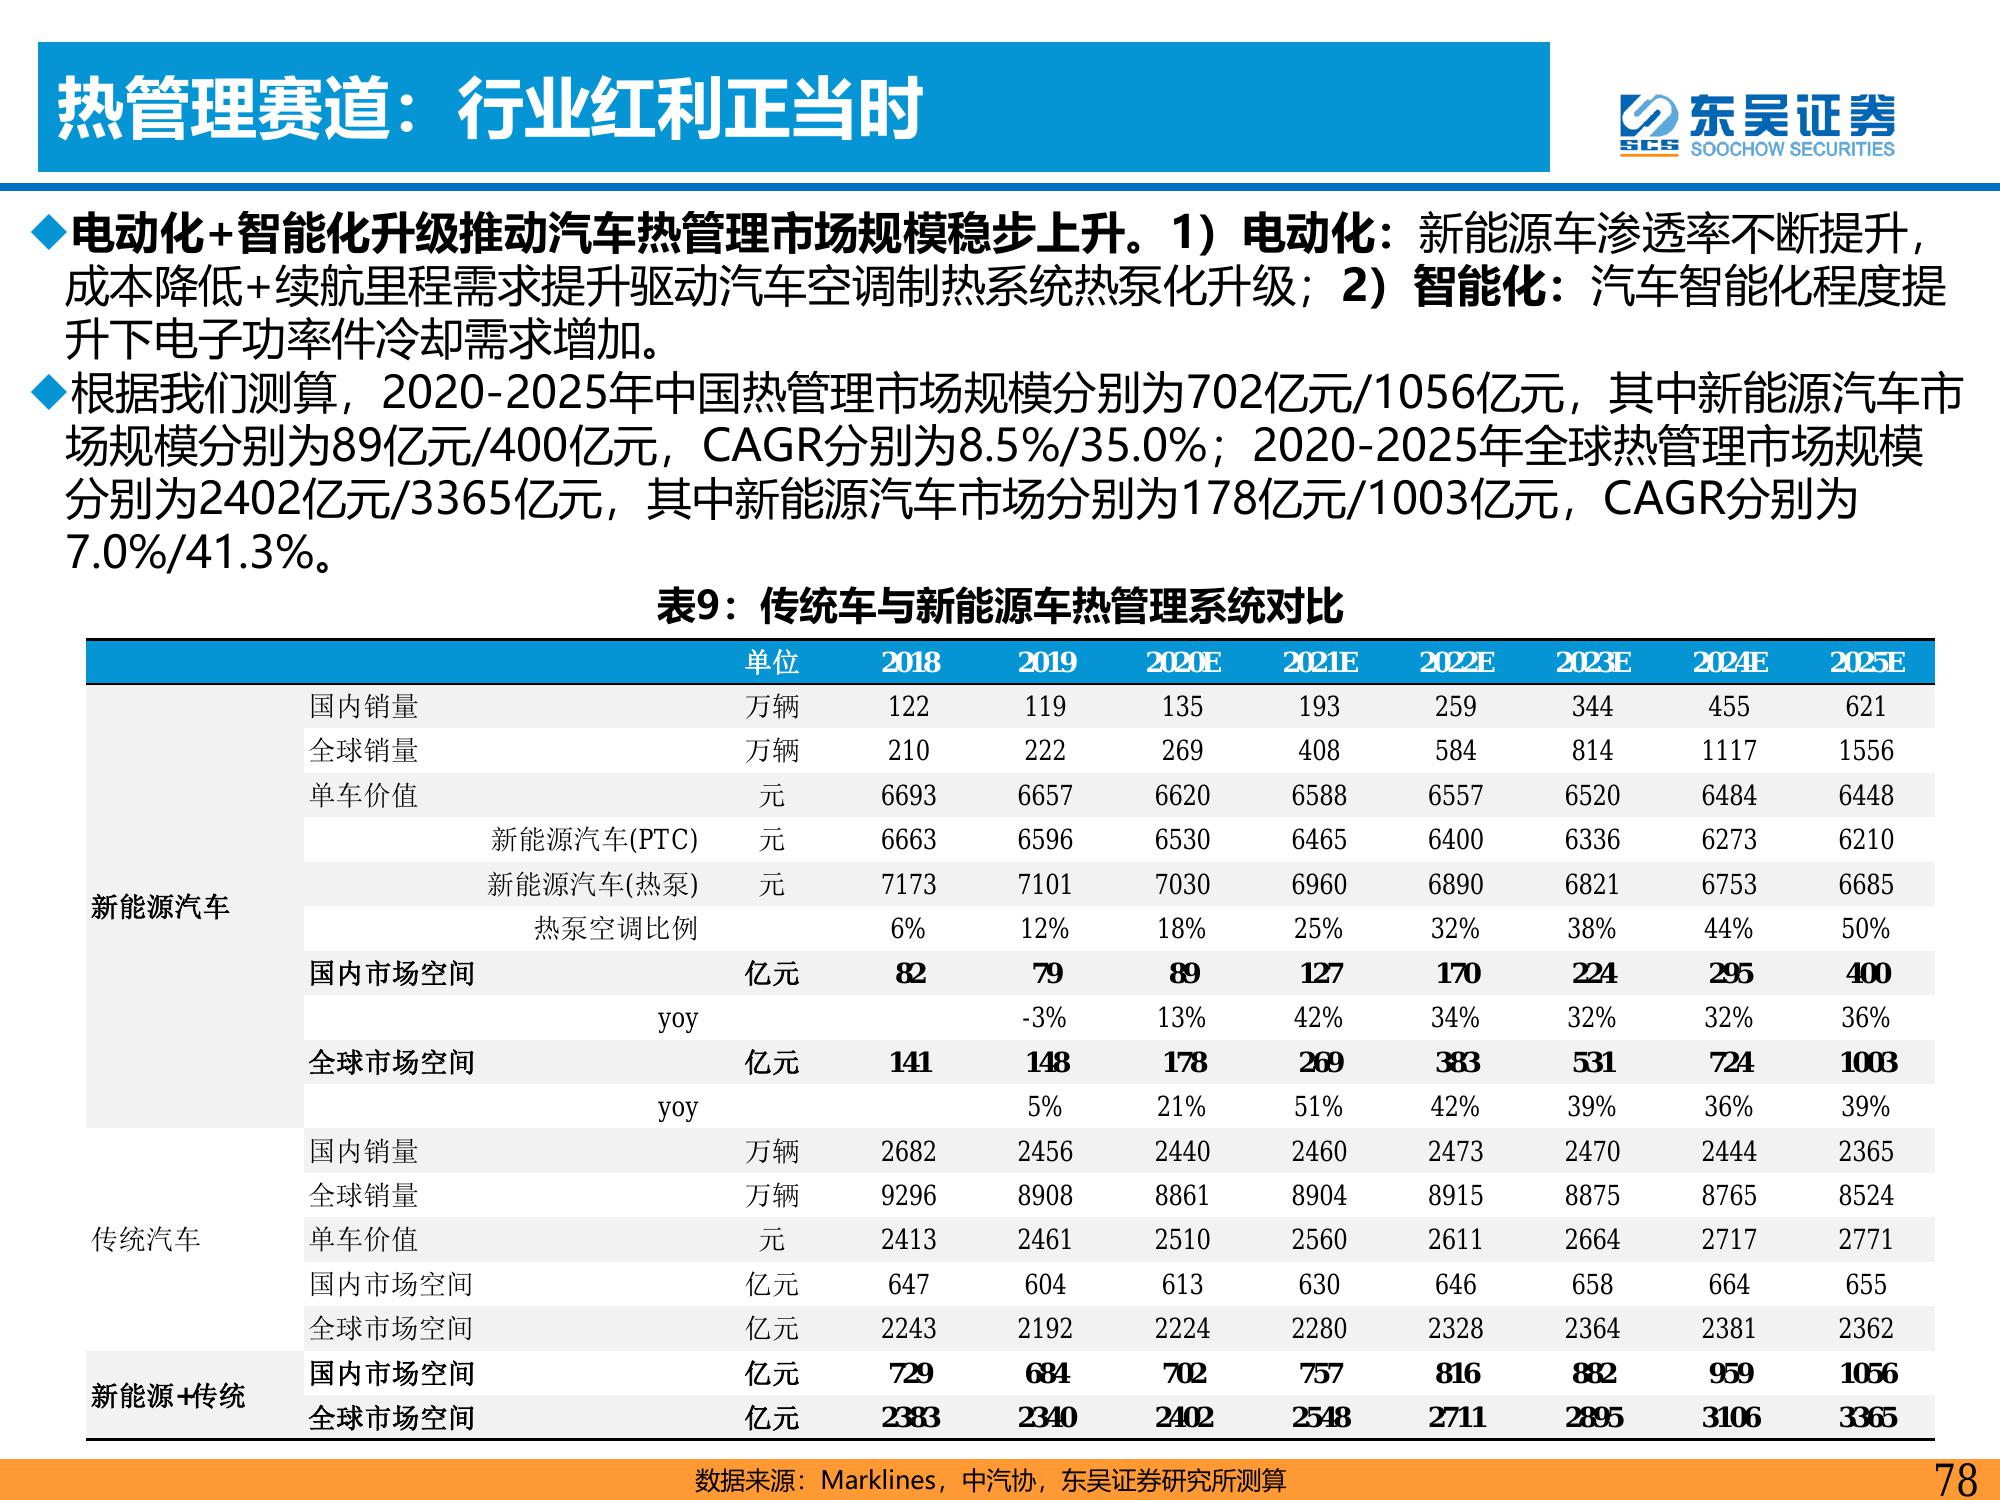 热管理赛道：行业红利正当时
东吴证券
SCS
SOOCHOW SECURITIES
◆电动化+智能化升级推动汽车热管理市场规模稳步上升。1）电动化：新能源车渗透率不断提升，
成本降低+续航里程需求提升驱动汽车空调制热系统热泵化升级；2）智能化：汽车智能化程度提
升下电子功率件冷却需求增加。
◆根据我们测算，2020-2025年中国热管理市场规模分别为702亿元/1056亿元，其中新能源汽车市
场规模分别为89亿元/400亿元，CAGR分别为8.5%/35.0%；2020-2025年全球热管理市场规模
分别为2402亿元/3365亿元，其中新能源汽车市场分别为178亿元/1003亿元，CAGR分别为
7.0%/41.3%。
表9：传统车与新能源车热管理系统对比
单位 2018 2019 2020E 2021E 2022E 2023E 2024E 2025E
国内销量 万辆 122 119 135 193 259 344 455 621
全球销量 万辆 210 222 269 408 584 814 1117 1556
单车价值 元 6693 6657 6620 6588 6557 6520 6484 6448
新能源汽车(PTC) 元 6663 6596 6530 6465 6400 6336 6273 6210
新能源汽车(热泵) 元 7173 7101 7030 6960 6890 6821 6753 6685
新能源汽车
热泵空调比例 6% 12% 18% 25% 32% 38% 44% 50%
国内市场空间 亿元 82 79 89 127 170 224 295 400
yoy -3% 13% 42% 34% 32% 32% 36%
全球市场空间 亿元 141 148 178 269 383 531 724 1003
yoy 5% 21% 51% 42% 39% 36% 39%
国内销量 万辆 2682 2456 2440 2460 2473 2470 2444 2365
全球销量 万辆 9296 8908 8861 8904 8915 8875 8765 8524
传统汽车 单车价值 元 2413 2461 2510 2560 2611 2664 2717 2771
国内市场空间 亿元 647 604 613 630 646 658 664 655
全球市场空间 亿元 2243 2192 2224 2280 2328 2364 2381 2362
新能源+传统
国内市场空间 亿元 729 684 702 757 816 882 959 1056
全球市场空间 亿元 2383 2340 2402 2548 2711 2895 3106 3365
数据来源：Marklines，中汽协，东吴证券研究所测算
78